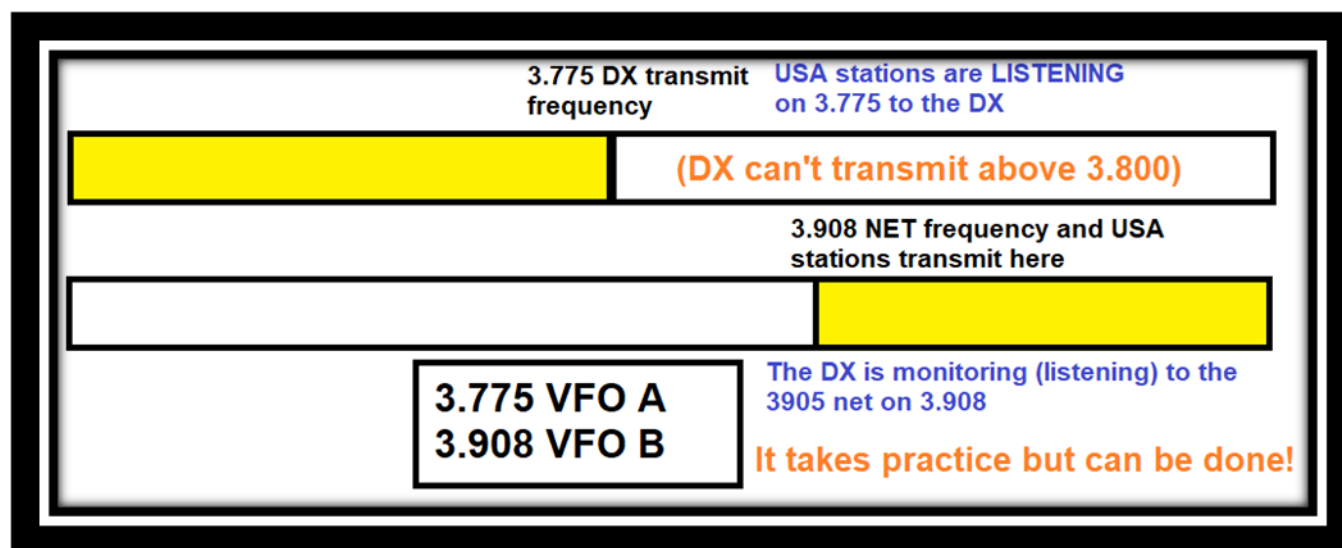 3.775 DX transmit
frequency
USA stations are LISTENING
on 3.775 to the DX
(DX can't transmit above 3.800)
3.908 NET frequency and USA
stations transmit here
3.775 VFO A
3.908 VFO B
The DX is monitoring (listening) to the
3905 net on 3.908
It takes practice but can be done!